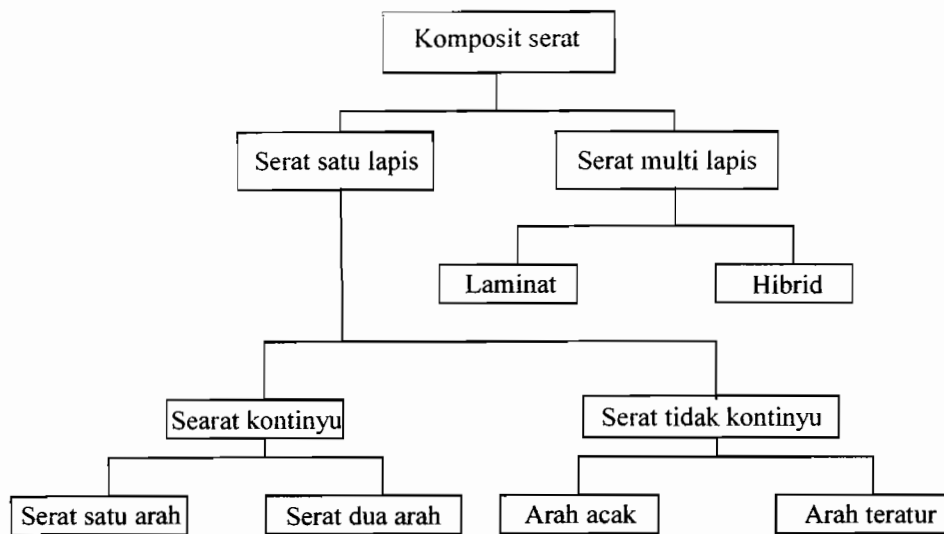 Komposit serat
Serat satu lapis
Serat multi lapis
Laminat
Hibrid
Searat kontinyu
Serat tidak kontinyu
Serat satu arah
Serat dua arah
Arah acak
Arah teratur